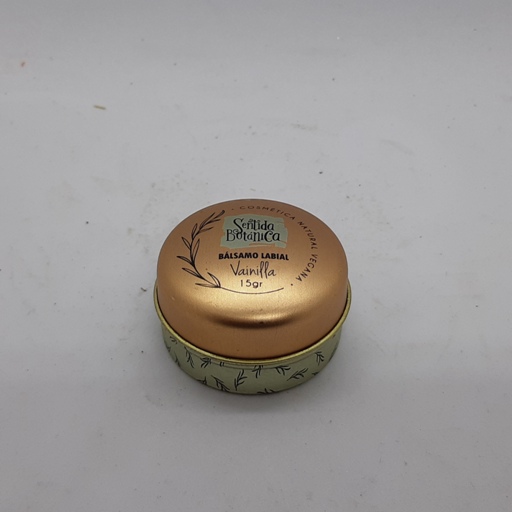 COSMÉTICA NATURAL VEGANA
Sentida
Botánica
BÁLSAMO LABIAL
Vainilla
15gr